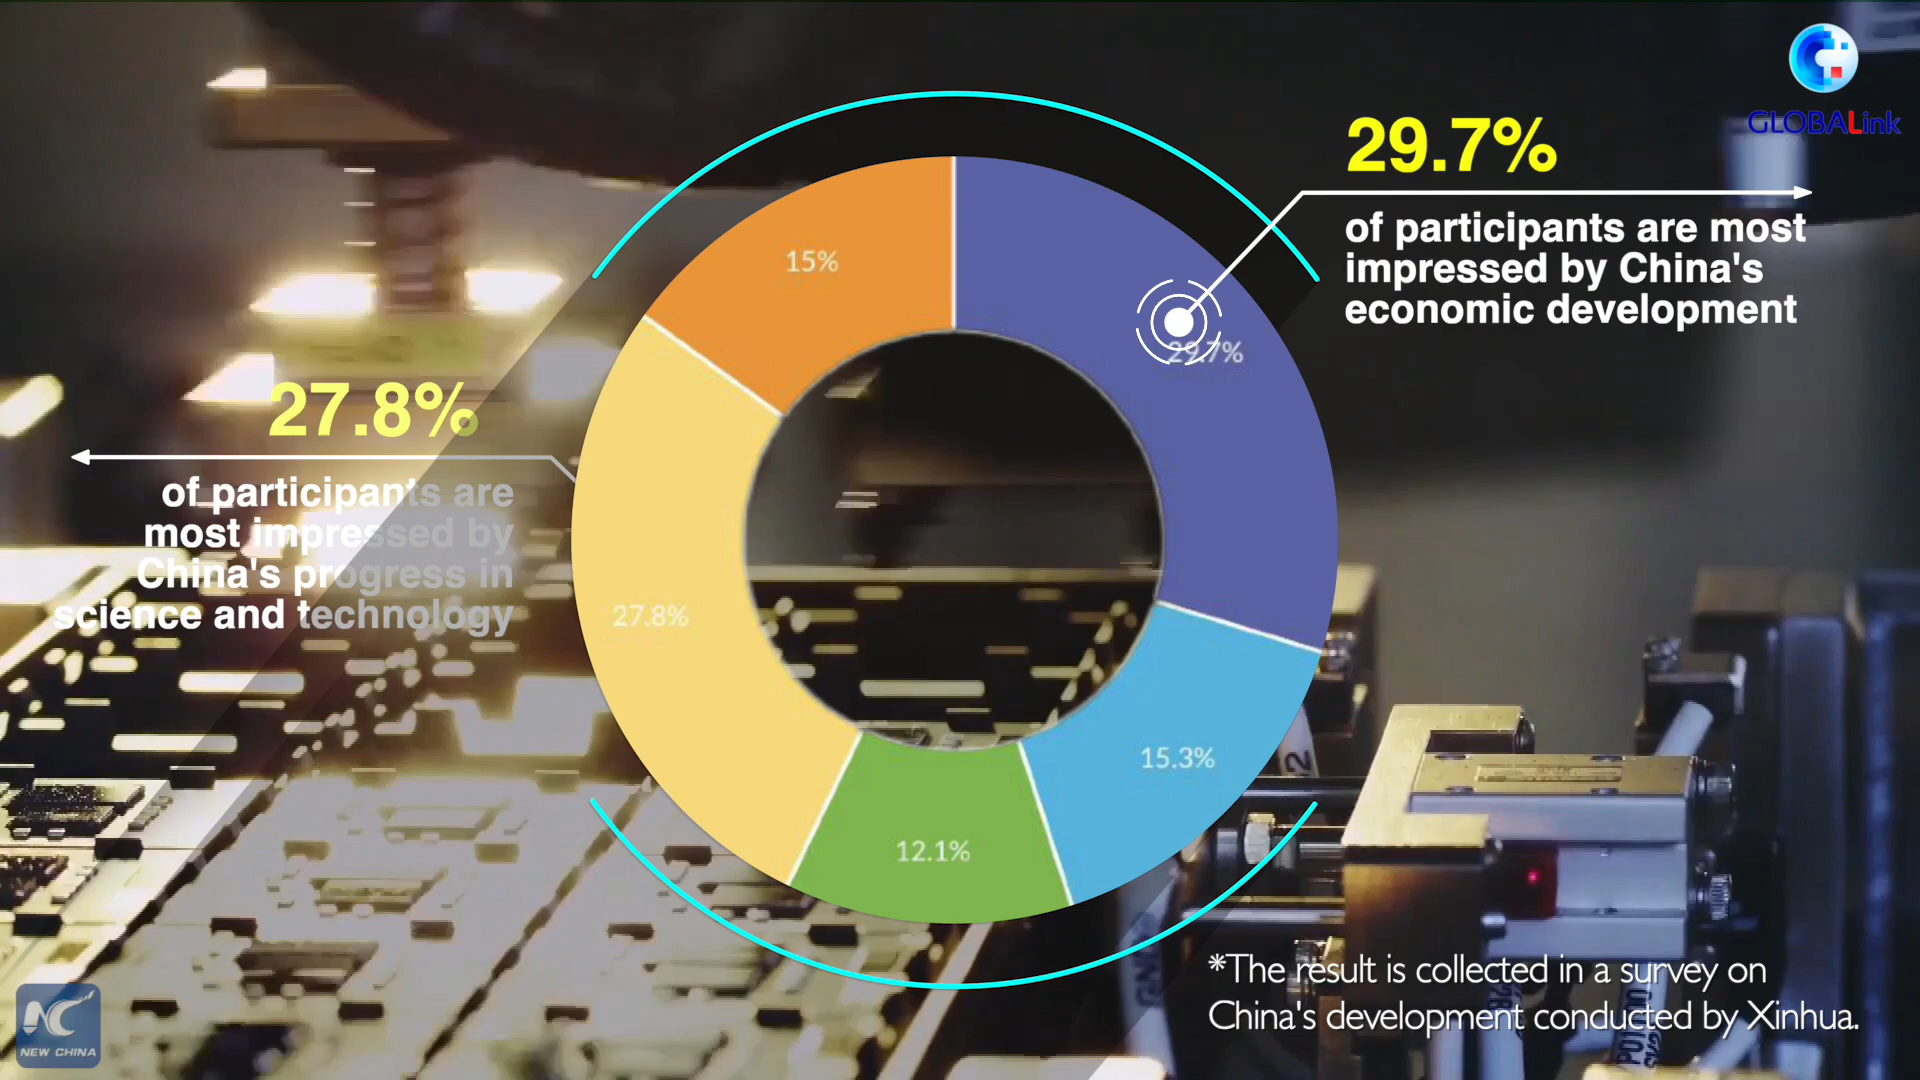 GLOBALink
29.7%
of participants are most
impressed by China's
economic development
15%
29.7%
27.8%
of participants are
most impressed by
China's progress in
science and technology
27.8%
15.3%
12.1%
*The result is collected in a survey on
China's development conducted by Xinhua.
NC
NEW CHINA